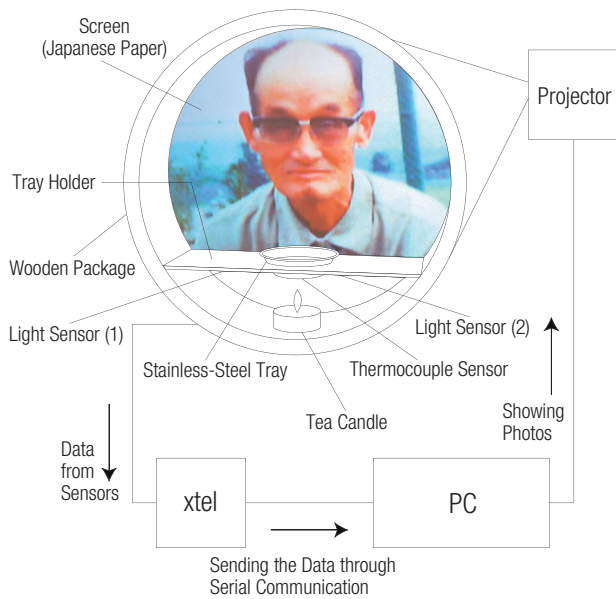 Screen
(Japanese Paper)
Projector
Tray Holder
Wooden Package
Light Sensor (1)
Light Sensor (2)
Stainless-Steel Tray
Thermocouple Sensor
Tea Candle
Showing
Photos
Data
from
Sensors
xtel
PC
Sending the Data through
Serial Communication